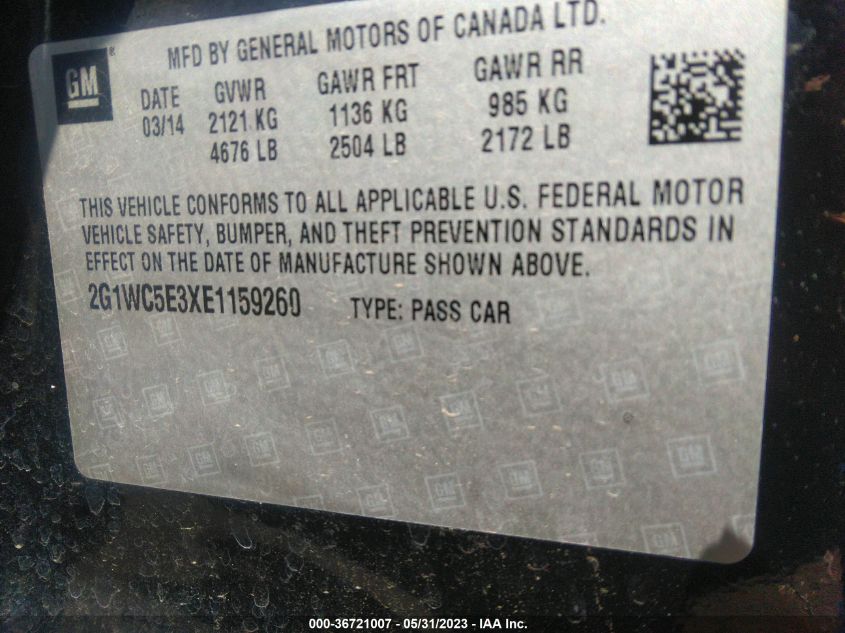 GM®
MFD BY GENERAL MOTORS OF CANADA LTD.
DATE GVWR GAWR FRT GAWR RR
03/14 2121 KG 1136 KG 985 KG
4676 LB 2504 LB 2172 LB
THIS VEHICLE CONFORMS TO ALL APPLICABLE U.S. FEDERAL MOTOR
VEHICLE SAFETY, BUMPER, AND THEFT PREVENTION STANDARDS IN
EFFECT ON THE DATE OF MANUFACTURE SHOWN ABOVE.
2G1WC5E3XE1159260 TYPE: PASS CAR
000-36721007 - 05/31/2023 - IAA Inc.